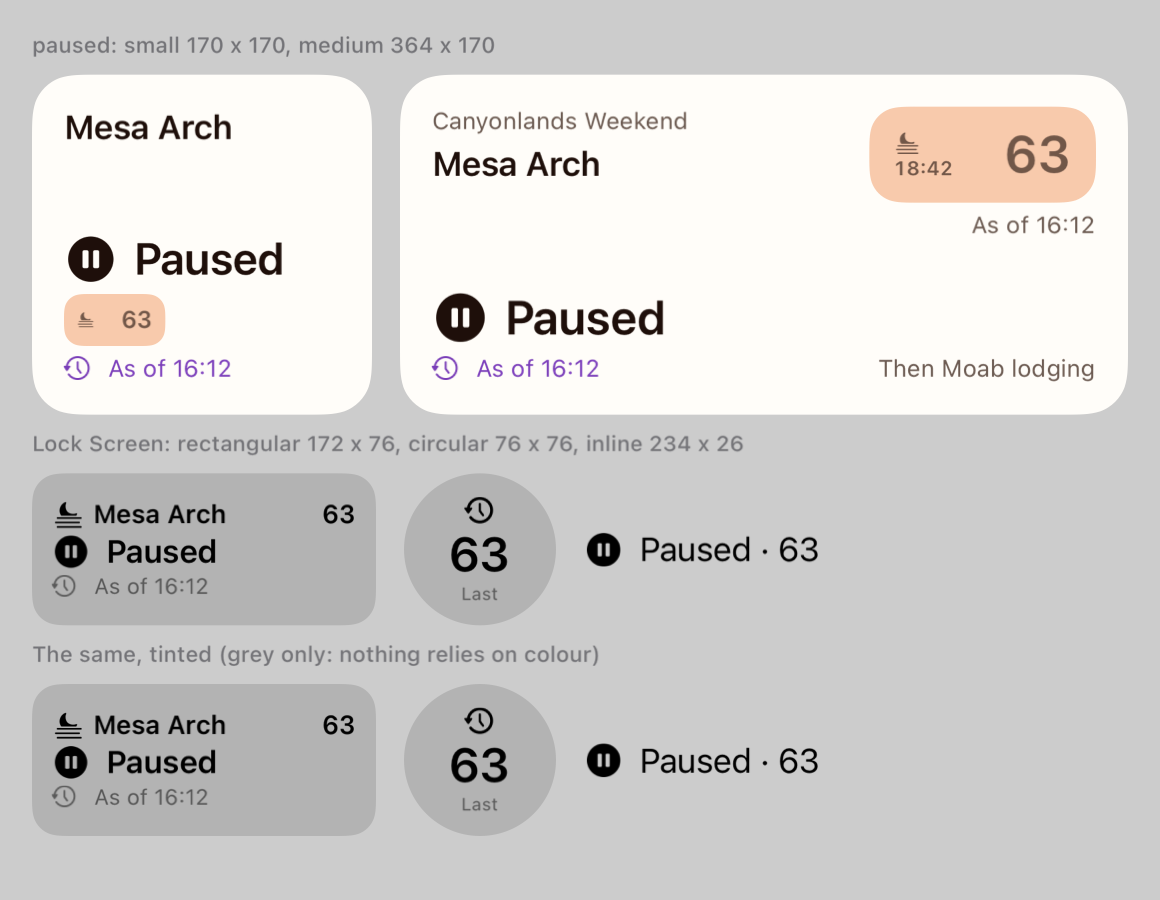 paused: small 170 x 170, medium 364 x 170
Mesa Arch
Paused
63
As of 16:12
Canyonlands Weekend
Mesa Arch
18:42
63
As of 16:12
Paused
As of 16:12
Then Moab lodging
Lock Screen: rectangular 172 x 76, circular 76 x 76, inline 234 x 26
Mesa Arch 63
Paused
As of 16:12
63
Last
Paused · 63
The same, tinted (grey only: nothing relies on colour)
Mesa Arch 63
Paused
As of 16:12
63
Last
Paused · 63